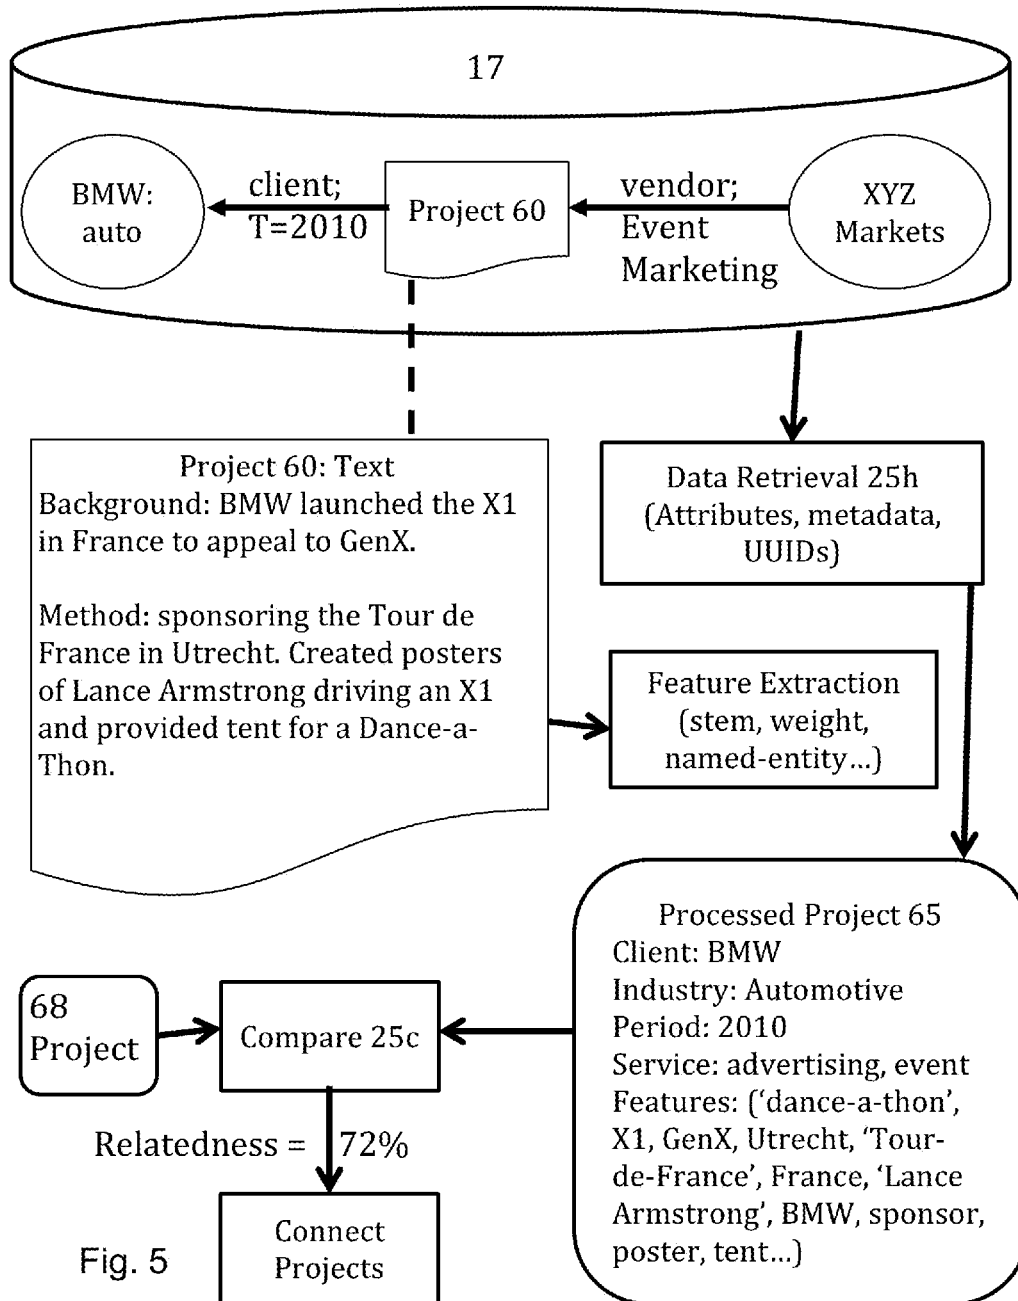 17
BMW:
auto
client;
T=2010
Project 60
vendor;
Event
Marketing
XYZ
Markets
Project 60: Text
Background: BMW launched the X1
in France to appeal to GenX.
Method: sponsoring the Tour de
France in Utrecht. Created posters
of Lance Armstrong driving an X1
and provided tent for a Dance-a-
Thon.
Data Retrieval 25h
(Attributes, metadata,
UUIDs)
Feature Extraction
(stem, weight,
named-entity...)
Processed Project 65
Client: BMW
Industry: Automotive
Period: 2010
Service: advertising, event
Features: (‘dance-a-thon’,
X1, GenX, Utrecht, ‘Tour-
de-France’, France, ‘Lance
Armstrong’, BMW, sponsor,
poster, tent...)
68
Project
Compare 25c
Relatedness = 72%
Connect
Projects
Fig. 5